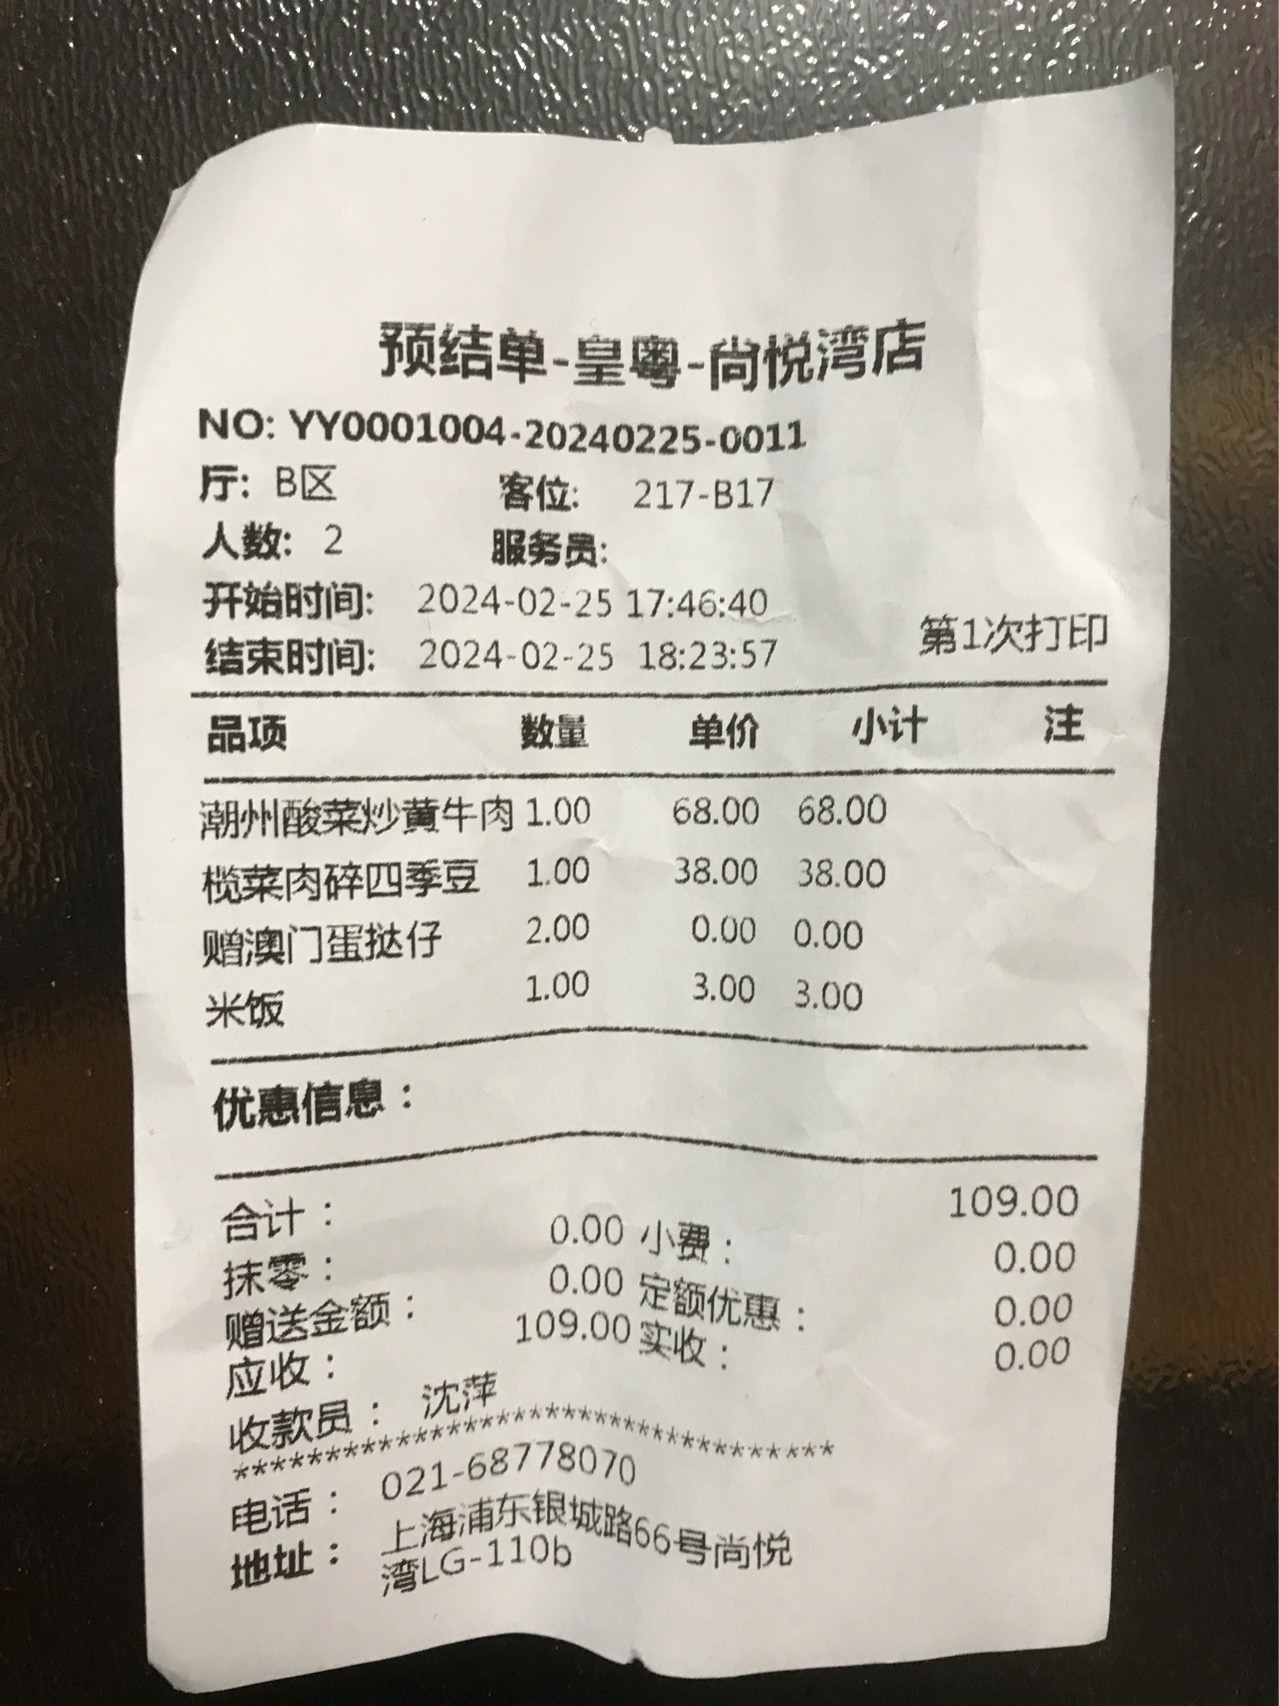 预结单-皇粤-尚悦湾店
NO: YY0001004-20240225-0011
厅: B区 客位: 217-B17
人数: 2 服务员:
开始时间: 2024-02-25 17:46:40
结束时间: 2024-02-25 18:23:57 第1次打印
品项 数量 单价 小计 注
潮州酸菜炒黄牛肉 1.00 68.00 68.00
榄菜肉碎四季豆 1.00 38.00 38.00
赠澳门蛋挞仔 2.00 0.00 0.00
米饭 1.00 3.00 3.00
优惠信息：
合计： 109.00
抹零： 0.00 小费： 0.00
赠送金额： 0.00 定额优惠： 0.00
应收： 109.00 实收： 0.00
收款员： 沈萍
**********************************
电话： 021-68778070
地址： 上海浦东银城路66号尚悦
湾LG-110b